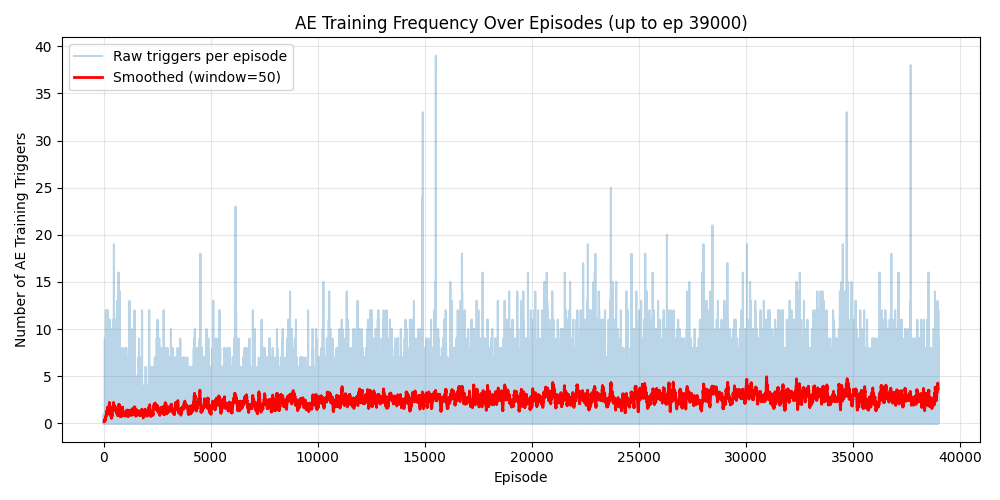 AE Training Frequency Over Episodes (up to ep 39000)
Raw triggers per episode
Smoothed (window=50)
Number of AE Training Triggers
40
35
30
25
20
15
10
5
0
0 5000 10000 15000 20000 25000 30000 35000 40000
Episode